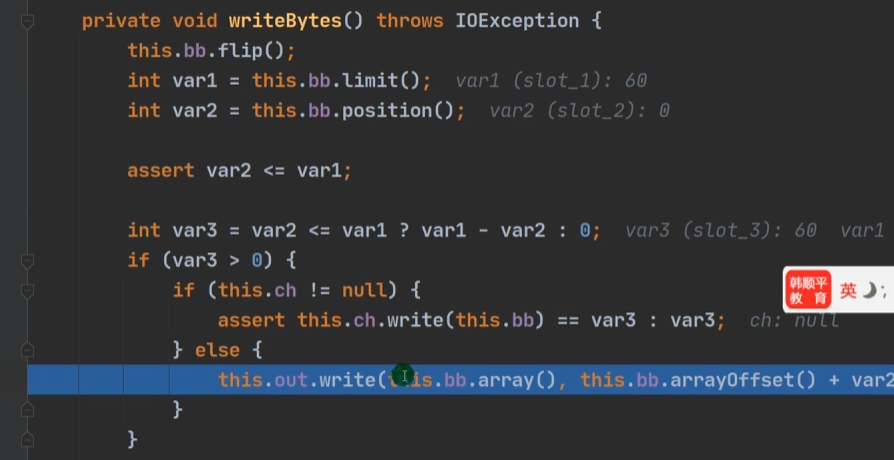 private void writeBytes() throws IOException {
this.bb.flip();
int var1 = this.bb.limit();  var1 (slot_1): 60
int var2 = this.bb.position();  var2 (slot_2): 0
assert var2 <= var1;
int var3 = var2 <= var1 ? var1 - var2 : 0;  var3 (slot_3): 60  var1
if (var3 > 0) {
if (this.ch != null) {
韩顺平
教 育
英
assert this.ch.write(this.bb) == var3 : var3;  ch: null
} else {
this.out.write(this.bb.array(), this.bb.arrayOffset() + var2
}
}